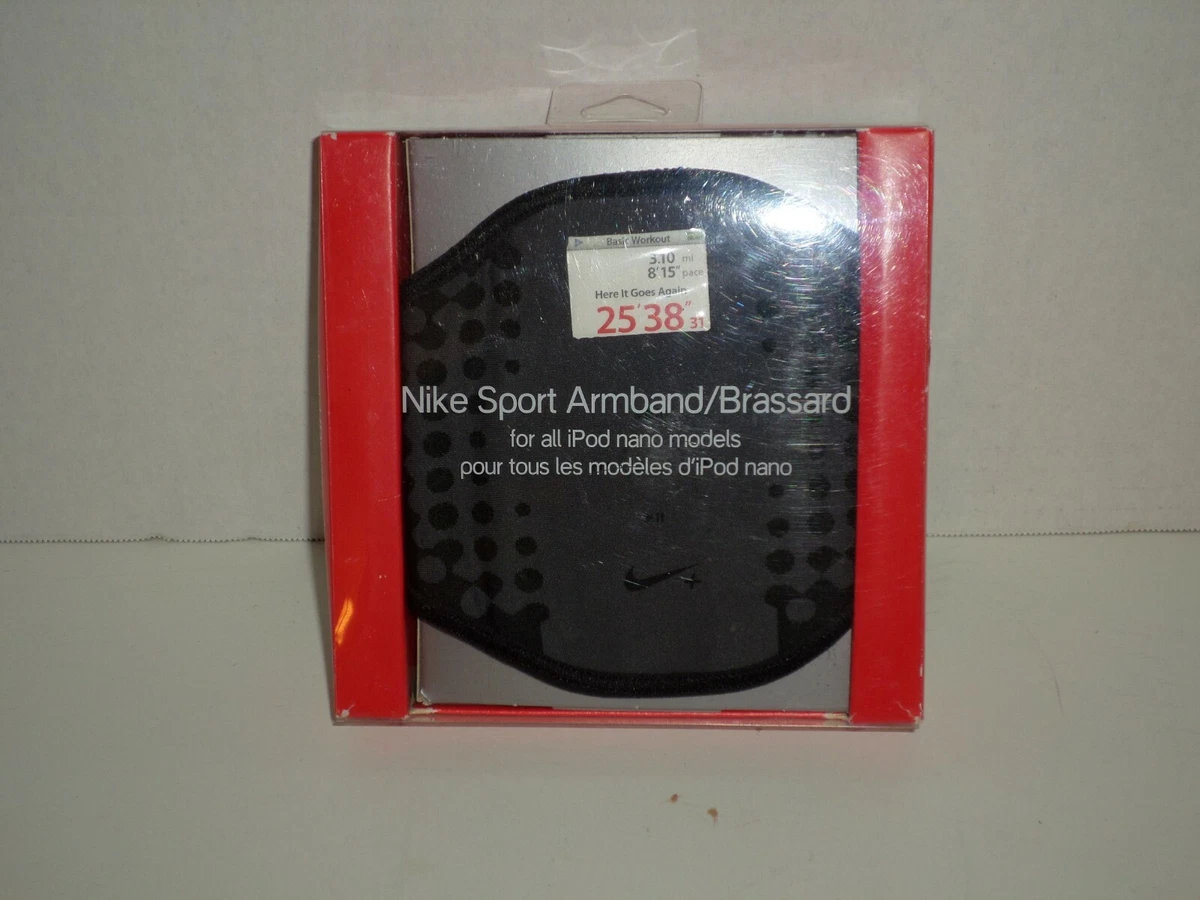 Basic Workout
3.10 mi
8'15" pace
Here It Goes Again
25'38" 31
Nike Sport Armband/Brassard
for all iPod nano models
pour tous les modèles d'iPod nano